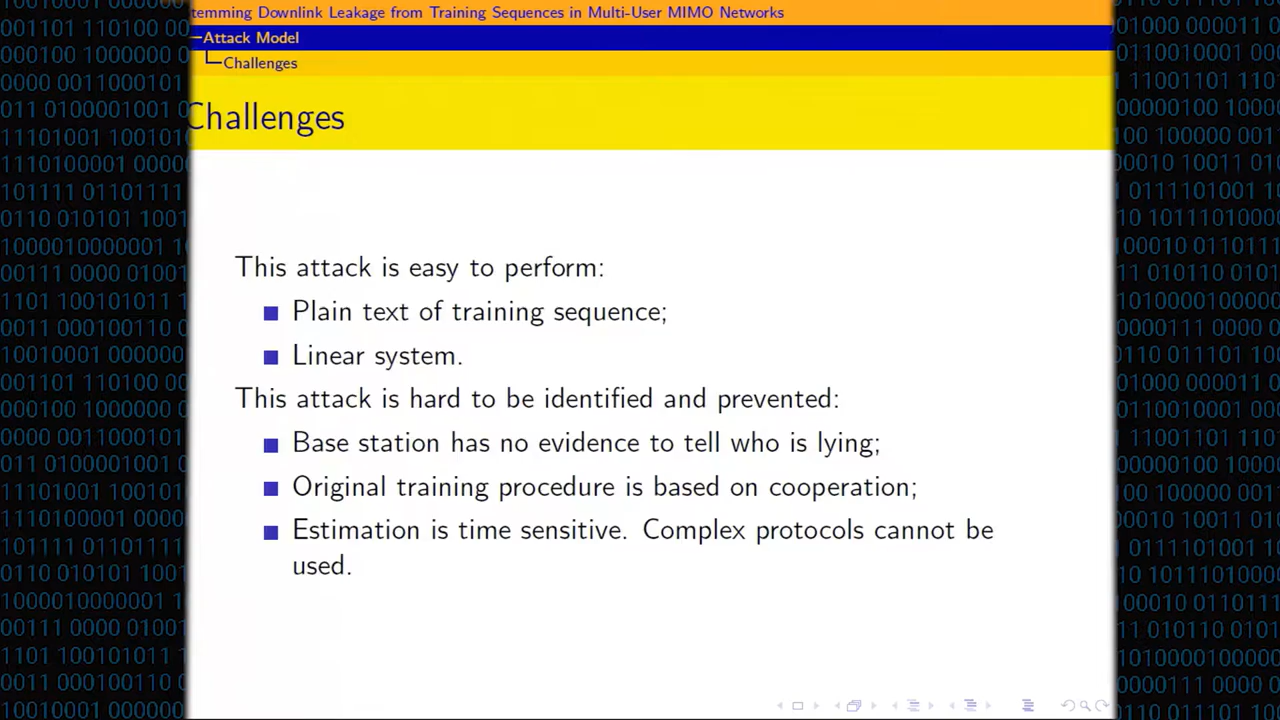 temming Downlink Leakage from Training Sequences in Multi-User MIMO Networks
Attack Model
Challenges
Challenges
This attack is easy to perform:
Plain text of training sequence;
Linear system.
This attack is hard to be identified and prevented:
Base station has no evidence to tell who is lying;
Original training procedure is based on cooperation;
Estimation is time sensitive. Complex protocols cannot be
used.